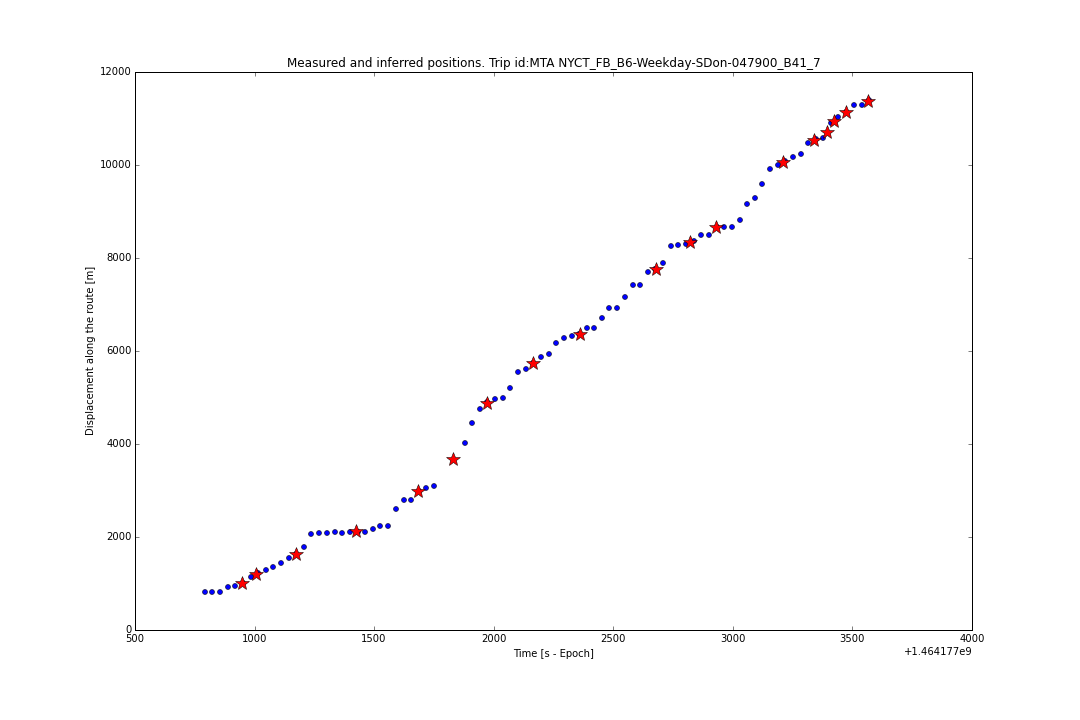 Measured and inferred positions. Trip id:MTA NYCT_FB_B6-Weekday-SDon-047900_B41_7
12000
10000
8000
6000
4000
2000
0
Displacement along the route [m]
500 1000 1500 2000 2500 3000 3500 4000
Time [s - Epoch]
+1.464177e9